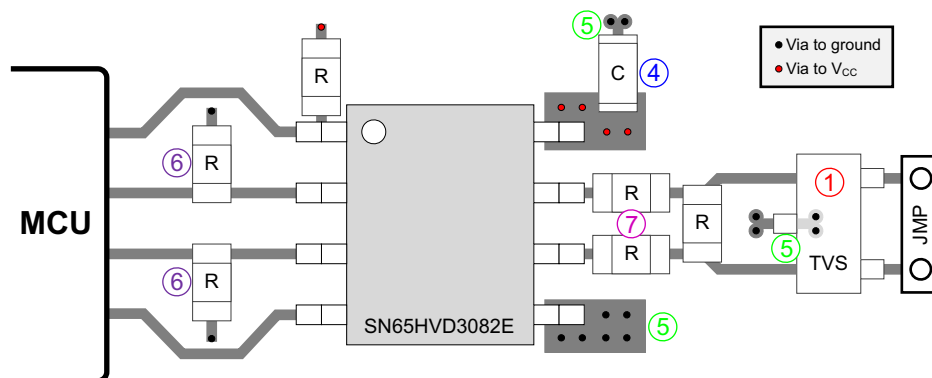 R
5
C
4
Via to ground
Via to VCC
MCU
6
R
R
1
R
7
R
R
5
TVS
JMP
6
R
SN65HVD3082E
5